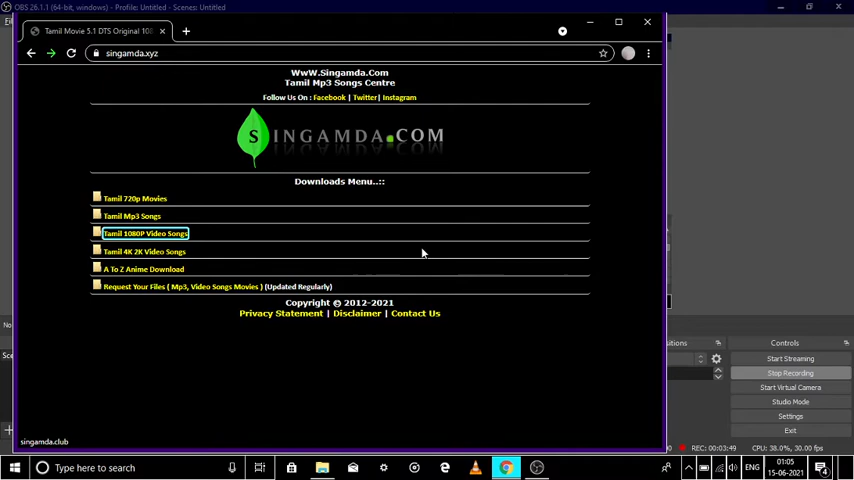 OBS 26.1.1 (64-bit, windows) - Profile: Untitled - Scenes: Untitled
Tamil Movie 5.1 DTS Original 108
singamda.xyz
WwW.Singamda.Com
Tamil Mp3 Songs Centre
Follow Us On : Facebook | Twitter | Instagram
SINGAMDA.COM
Downloads Menu..::
Tamil 720p Movies
Tamil Mp3 Songs
Tamil 1080P Video Songs
Tamil 4K 2K Video Songs
A To Z Anime Download
Request Your Files ( Mp3, Video Songs Movies ) (Updated Regularly)
Copyright © 2012-2021
Privacy Statement | Disclaimer | Contact Us
Controls
Start Streaming
Stop Recording
Start Virtual Camera
Studio Mode
Settings
Exit
singamda.club
REC: 00:03:49
CPU: 38.0%, 30.00 fps
Type here to search
ENG
01:05
15-06-2021
4